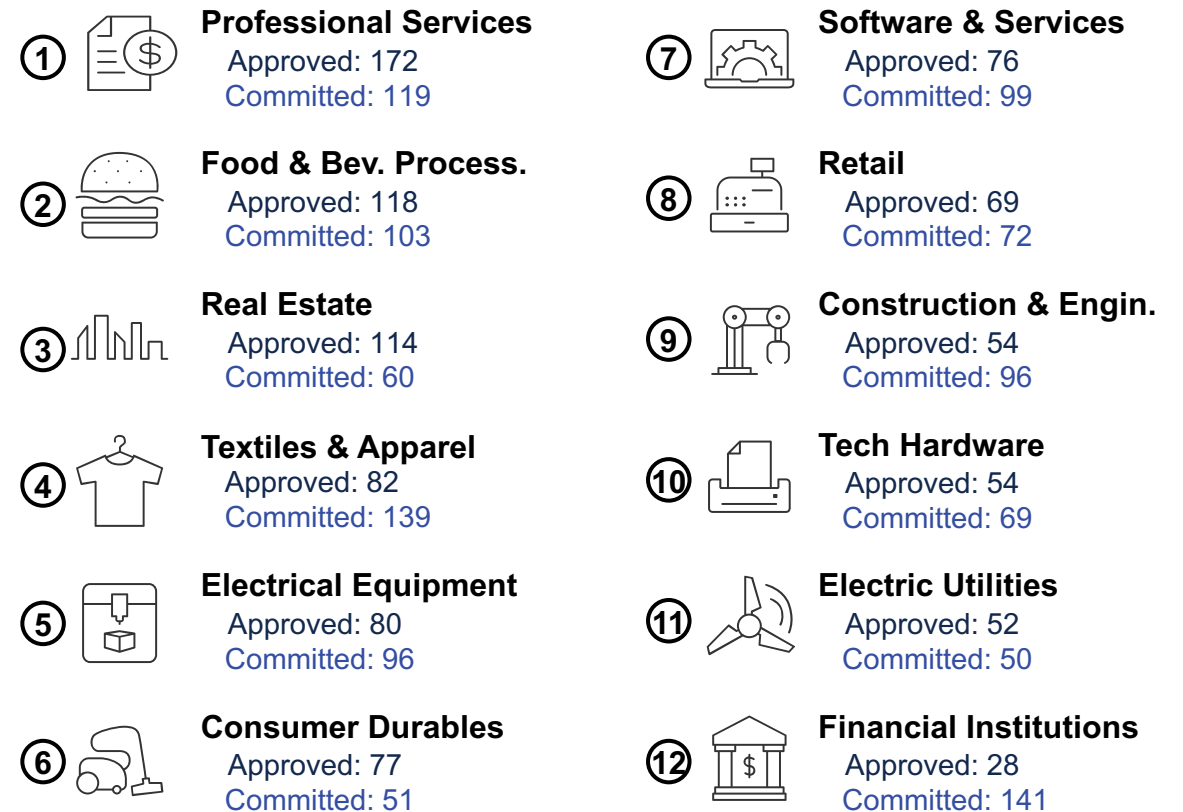 1
Professional Services
Approved: 172
Committed: 119
2
Food & Bev. Process.
Approved: 118
Committed: 103
3
Real Estate
Approved: 114
Committed: 60
4
Textiles & Apparel
Approved: 82
Committed: 139
5
Electrical Equipment
Approved: 80
Committed: 96
6
Consumer Durables
Approved: 77
Committed: 51
7
Software & Services
Approved: 76
Committed: 99
8
Retail
Approved: 69
Committed: 72
9
Construction & Engin.
Approved: 54
Committed: 96
10
Tech Hardware
Approved: 54
Committed: 69
11
Electric Utilities
Approved: 52
Committed: 50
12
Financial Institutions
Approved: 28
Committed: 141